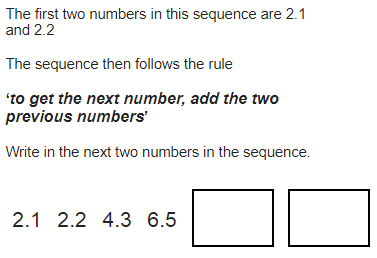 The first two numbers in this sequence are 2.1
and 2.2
The sequence then follows the rule
‘to get the next number, add the two
previous numbers’
Write in the next two numbers in the sequence.
2.1 2.2 4.3 6.5